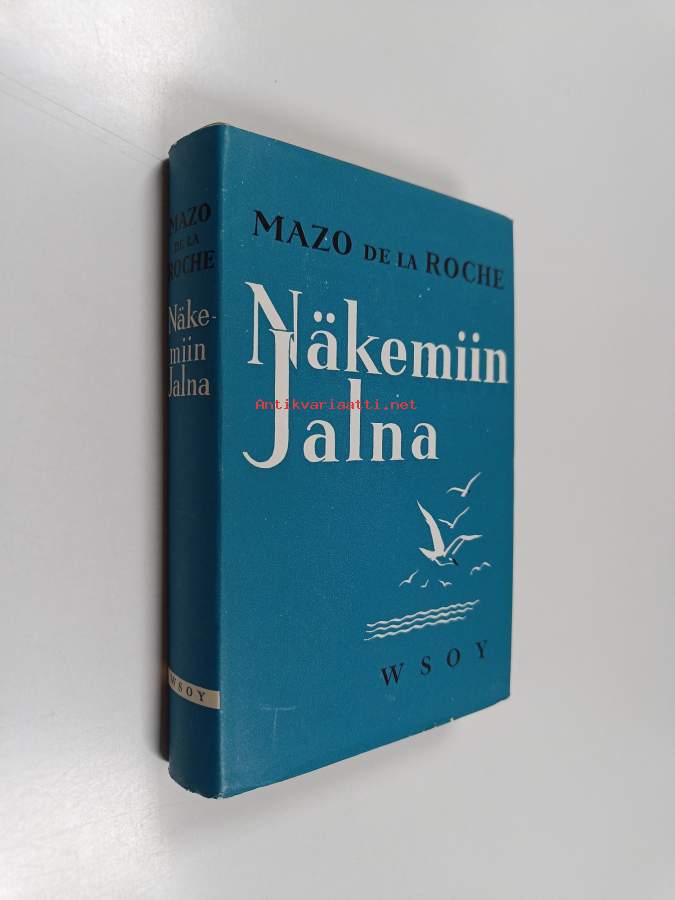 MAZO
DE LA
ROCHE
Näke-
miin
Jalna
WSOY
MAZO DE LA ROCHE
Näkemiin
Jalna
Antikvariaatti.net
WSOY